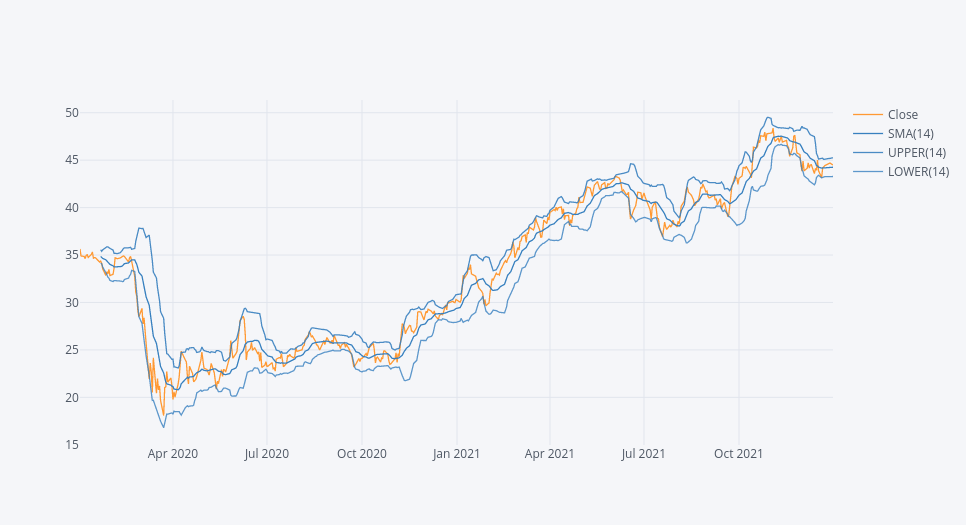 50
45
40
35
30
25
20
15
Apr 2020
Jul 2020
Oct 2020
Jan 2021
Apr 2021
Jul 2021
Oct 2021
Close
SMA(14)
UPPER(14)
LOWER(14)